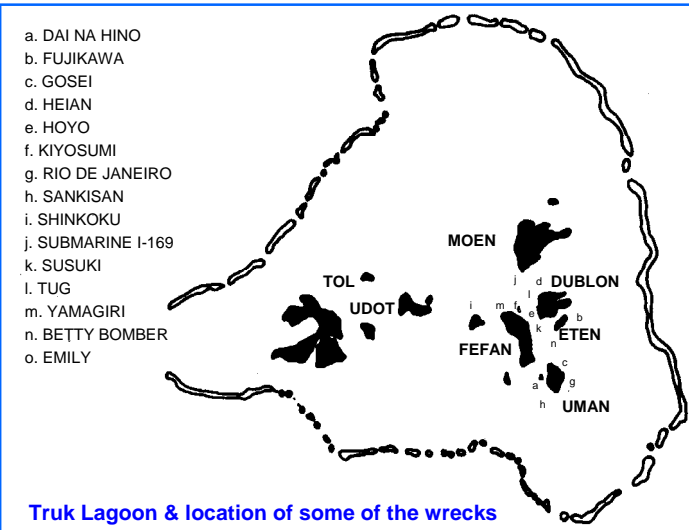 a. DAI NA HINO
b. FUJIKAWA
c. GOSEI
d. HEIAN
e. HOYO
f. KIYOSUMI
g. RIO DE JANEIRO
h. SANKISAN
i. SHINKOKU
j. SUBMARINE I-169
k. SUSUKI
l. TUG
m. YAMAGIRI
n. BETTY BOMBER
o. EMILY
MOEN
j d
TOL DUBLON
l
UDOT i m f
e b
k ETEN
FEFAN n
c
a g
h UMAN
Truk Lagoon & location of some of the wrecks